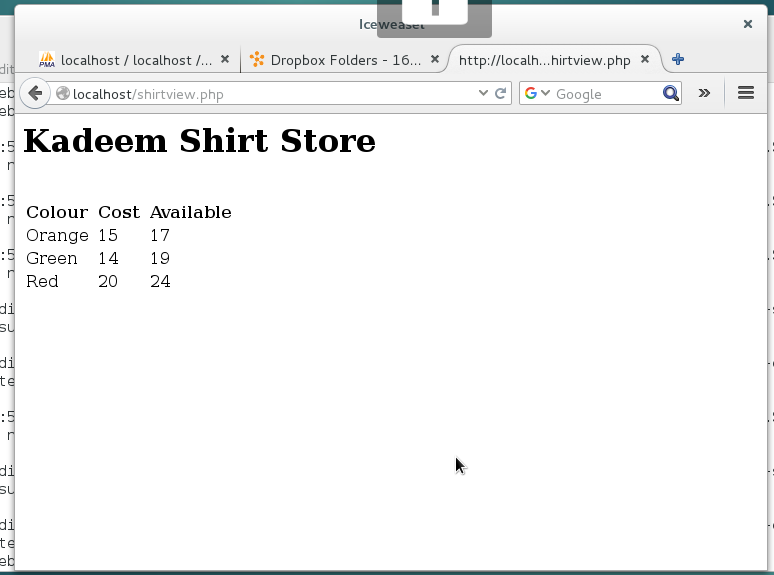 Iceweasel
localhost / localhost /...
Dropbox Folders - 16...
http://localh...hirtview.php
localhost/shirtview.php
Google
Kadeem Shirt Store
Colour Cost Available
Orange 15 17
Green 14 19
Red 20 24